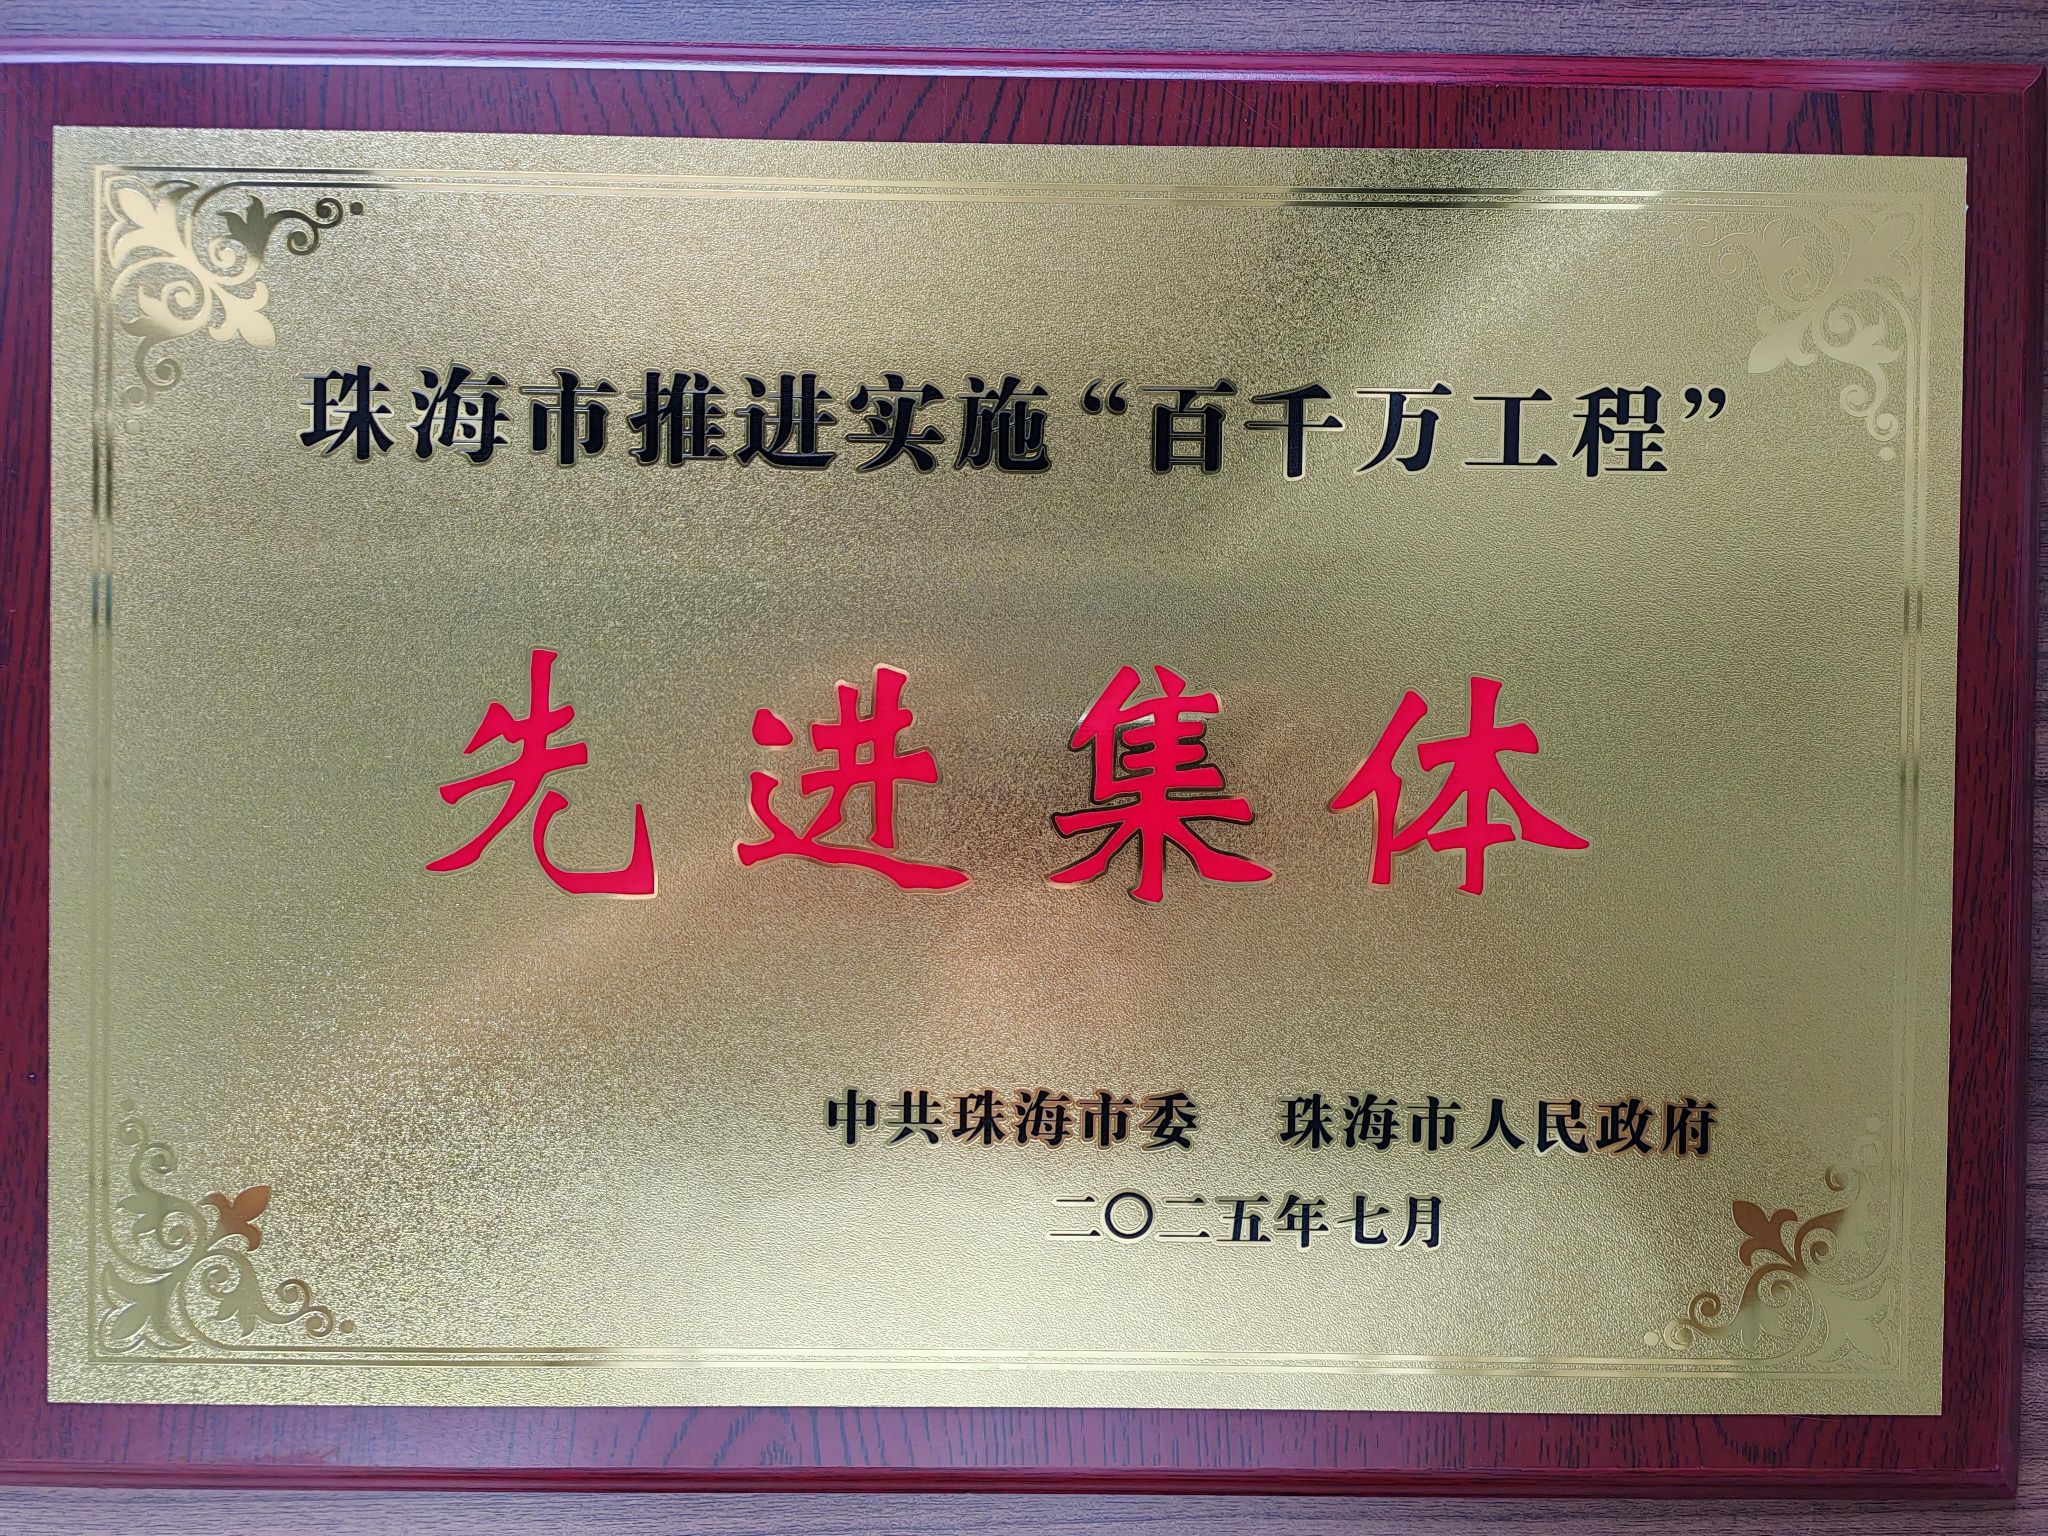 珠海市推进实施“百千万工程”
先进集体
中共珠海市委 珠海市人民政府
二〇二五年七月